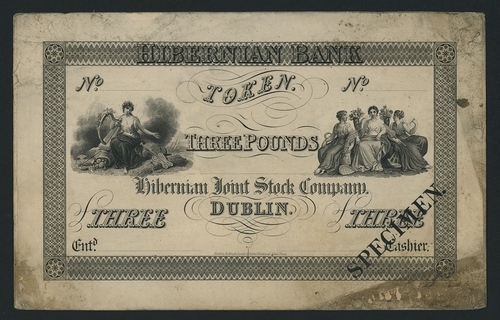 HIBERNIAN BANK
No TOKEN. No
THREE POUNDS
Hibernian Joint Stock Company,
DUBLIN.
£THREE £THREE
Entd Cashier.
SPECIMEN.